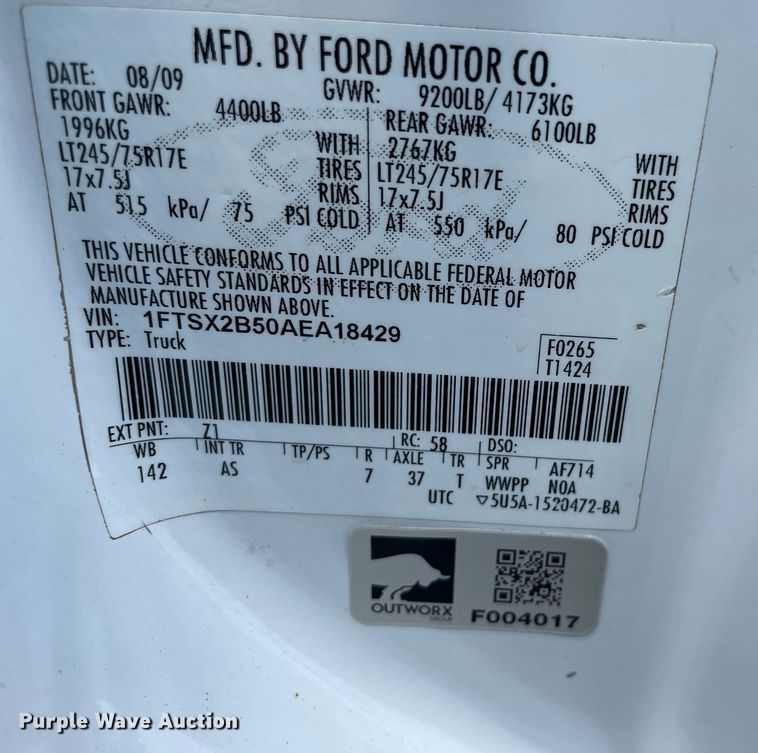 MFD. BY FORD MOTOR CO.
DATE: 08/09 GVWR: 9200LB/ 4173KG
FRONT GAWR: 4400LB REAR GAWR: 6100LB
1996KG WITH 2767KG WITH
LT245/75R17E TIRES LT245/75R17E TIRES
17x7.5J RIMS 17x7.5J RIMS
AT 515 kPa/ 75 PSI COLD AT 550 kPa/ 80 PSI COLD
THIS VEHICLE CONFORMS TO ALL APPLICABLE FEDERAL MOTOR
VEHICLE SAFETY STANDARDS IN EFFECT ON THE DATE OF
MANUFACTURE SHOWN ABOVE.
VIN: 1FTSX2B50AEA18429
TYPE: Truck
F0265
T1424
EXT PNT: Z1 RC: 58 DSO:
WB INT TR TP/PS R AXLE TR SPR AF714
142 AS 7 37 T WWPP NOA
UTC ▽5U5A-1520472-BA
OUTWORX
GROUP
F004017
Purple Wave Auction